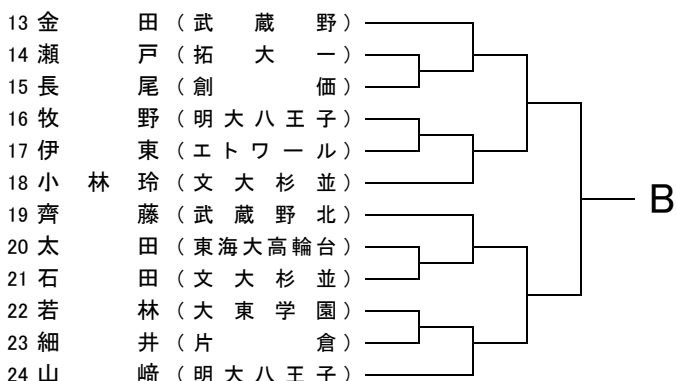 13 金田 (武蔵野)
14 瀬戸 (拓大一)
15 長尾 (創価)
16 牧野 (明大八王子)
17 伊東 (エトワール)
18 小林玲 (文大杉並)
B
19 齊藤 (武蔵野北)
20 太田 (東海大高輪台)
21 石田 (文大杉並)
22 若林 (大東学園)
23 細井 (片倉)
24 山﨑 (明大八王子)